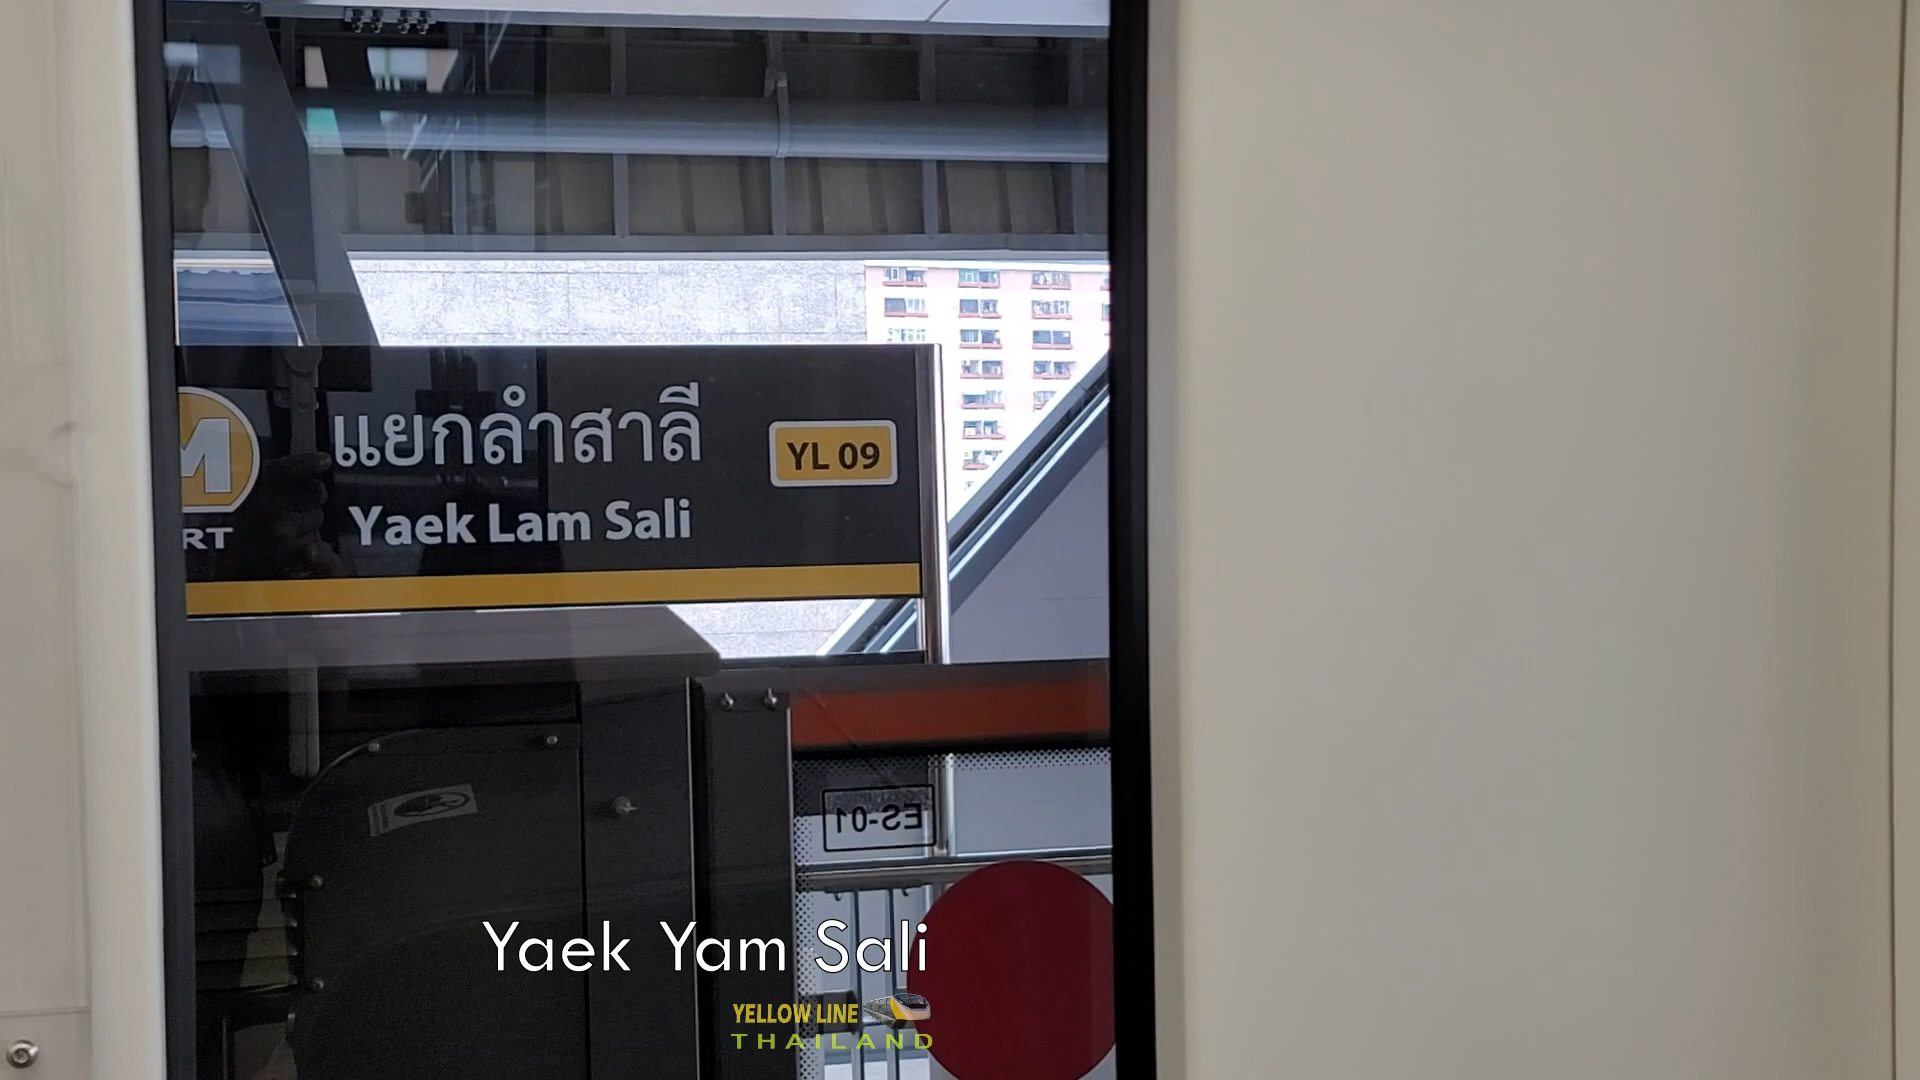 M
RT
แยกลำสาลี
Yaek Lam Sali
YL 09
ES-01
Yaek Yam Sali
YELLOW LINE
THAILAND